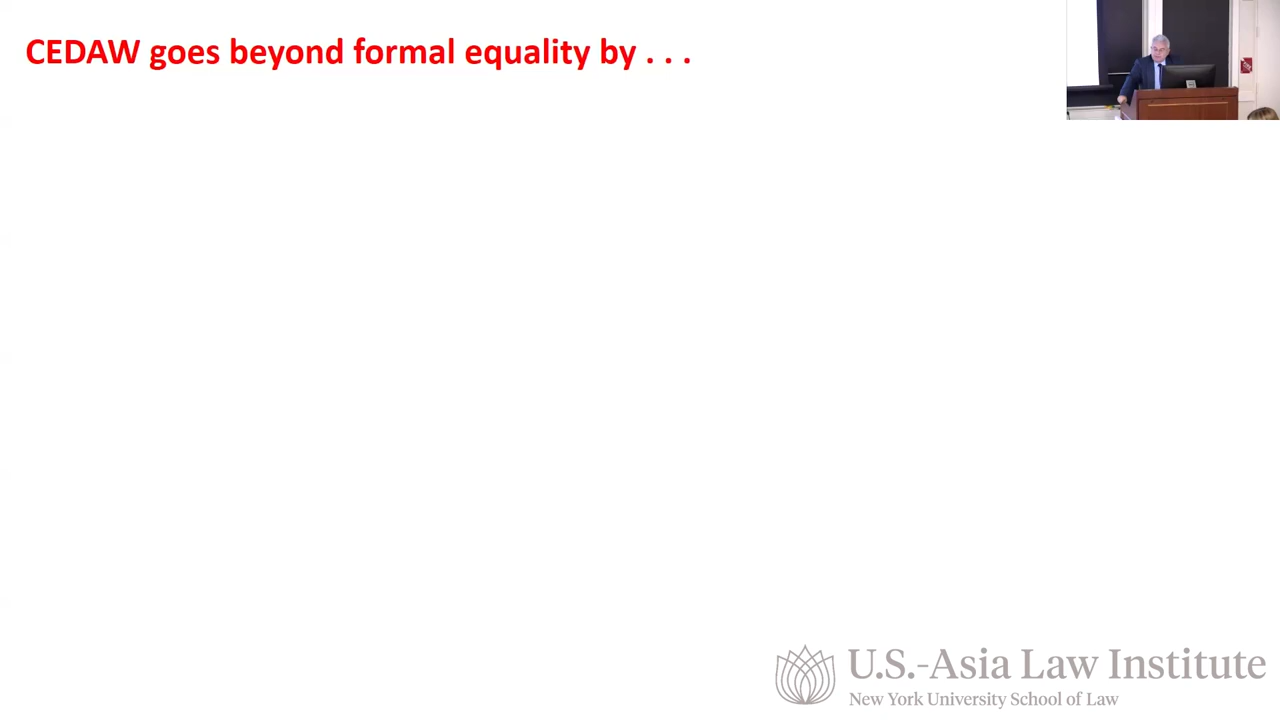 CEDAW goes beyond formal equality by . . .
U.S.-Asia Law Institute
New York University School of Law